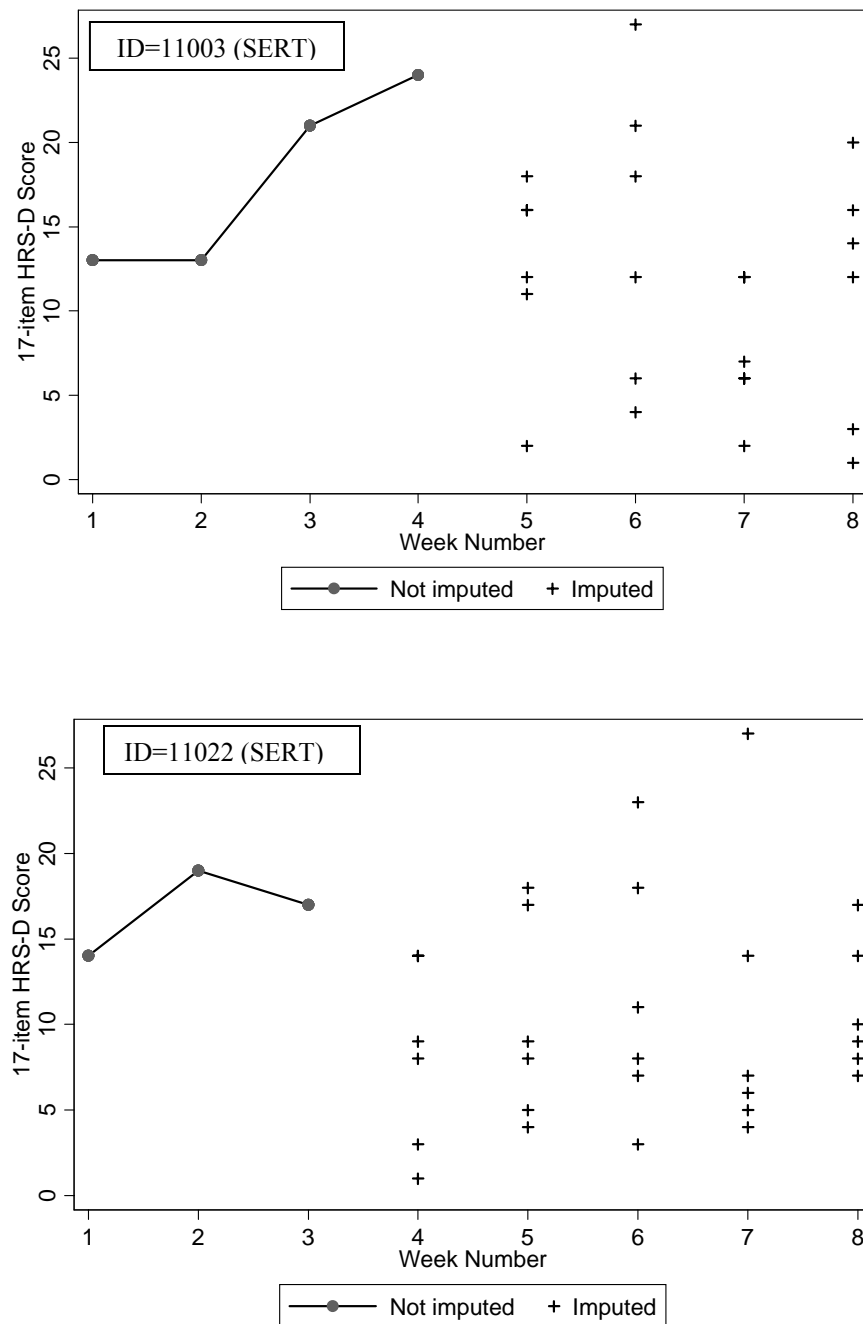 ID=11003 (SERT)
17-item HRS-D Score
25
20
15
10
5
0
1 2 3 4 5 6 7 8
Week Number
Not imputed + Imputed
ID=11022 (SERT)
17-item HRS-D Score
25
20
15
10
5
0
1 2 3 4 5 6 7 8
Week Number
Not imputed + Imputed